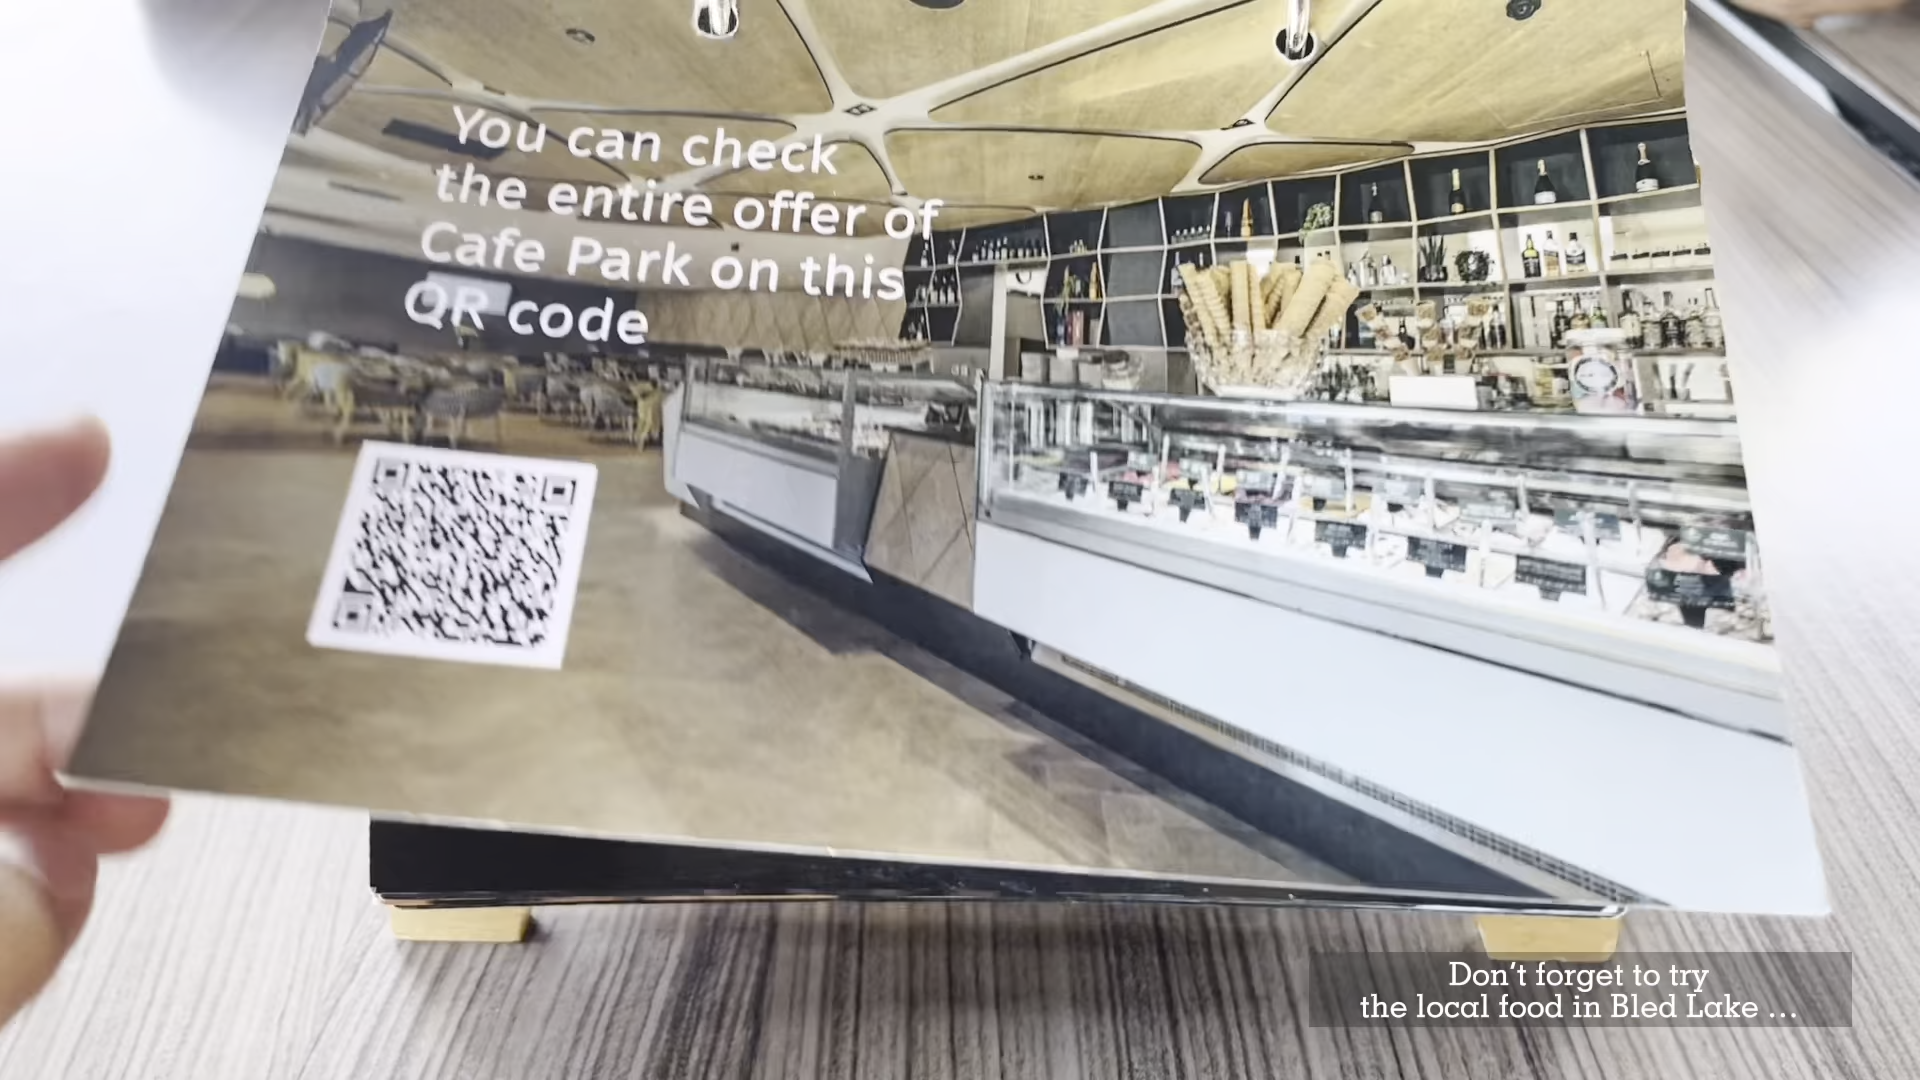 You can check
the entire offer of
Cafe Park on this
QR code
Don’t forget to try
the local food in Bled Lake ...